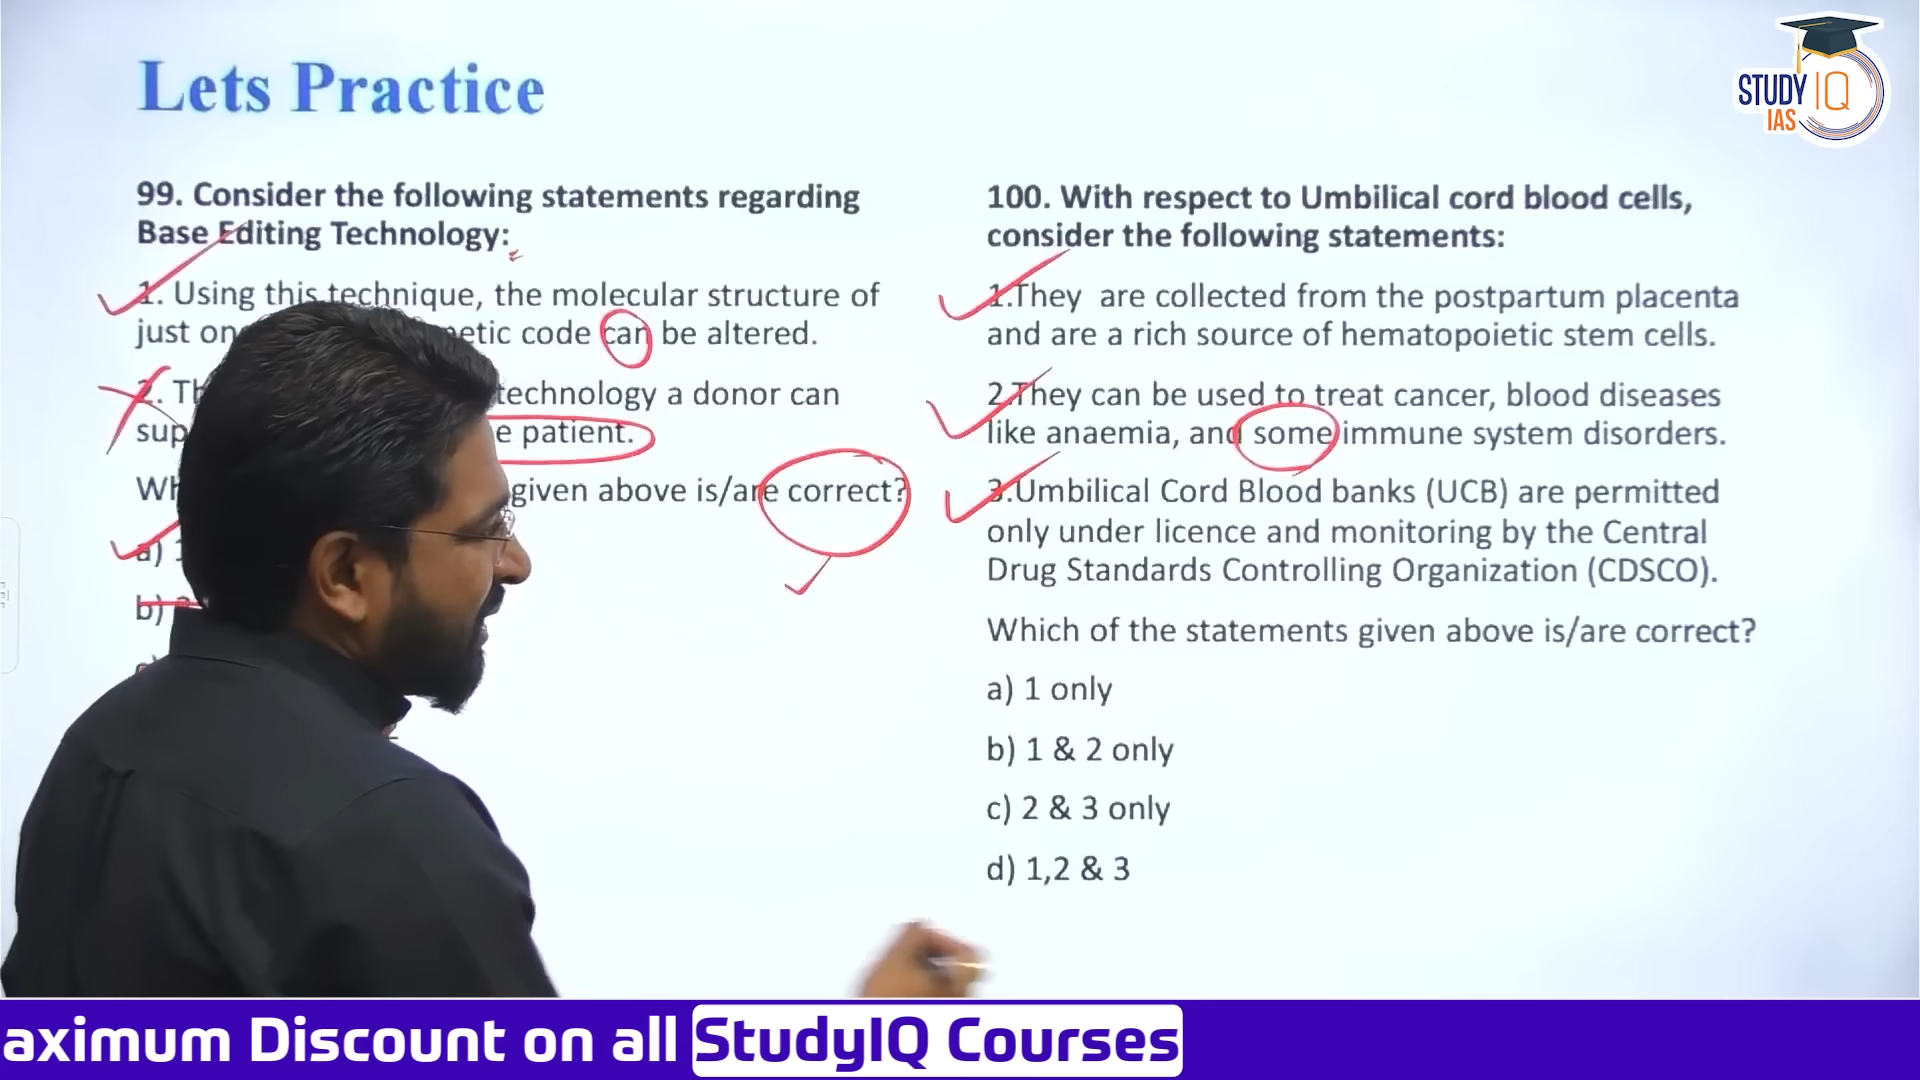 Lets Practice
STUDY IQ
IAS
99. Consider the following statements regarding
Base Editing Technology:
1. Using this technique, the molecular structure of
just genetic code can be altered.
2. technology a donor can
patient.
given above is/are correct?
a)
b)
100. With respect to Umbilical cord blood cells,
consider the following statements:
1.They are collected from the postpartum placenta
and are a rich source of hematopoietic stem cells.
2.They can be used to treat cancer, blood diseases
like anaemia, and some immune system disorders.
3.Umbilical Cord Blood banks (UCB) are permitted
only under licence and monitoring by the Central
Drug Standards Controlling Organization (CDSCO).
Which of the statements given above is/are correct?
a) 1 only
b) 1 & 2 only
c) 2 & 3 only
d) 1,2 & 3
aximum Discount on all StudyIQ Courses